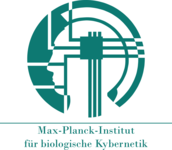 Max-Planck-Institut
für biologische Kybernetik